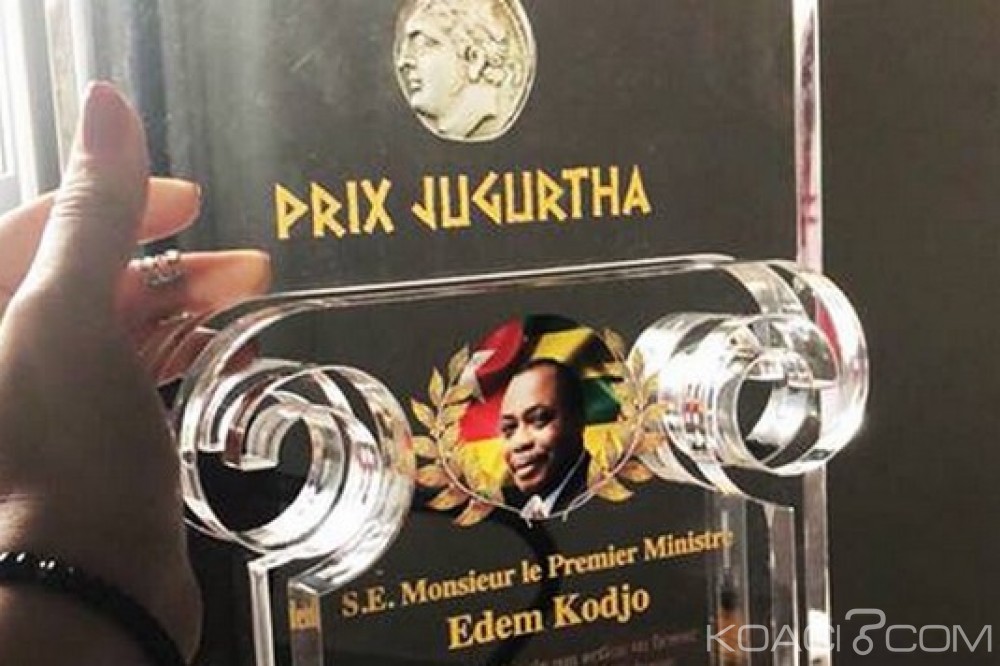 PRIX JUGURTHA
S.E. Monsieur le Premier Ministre
Edem Kodjo
KOACI.COM